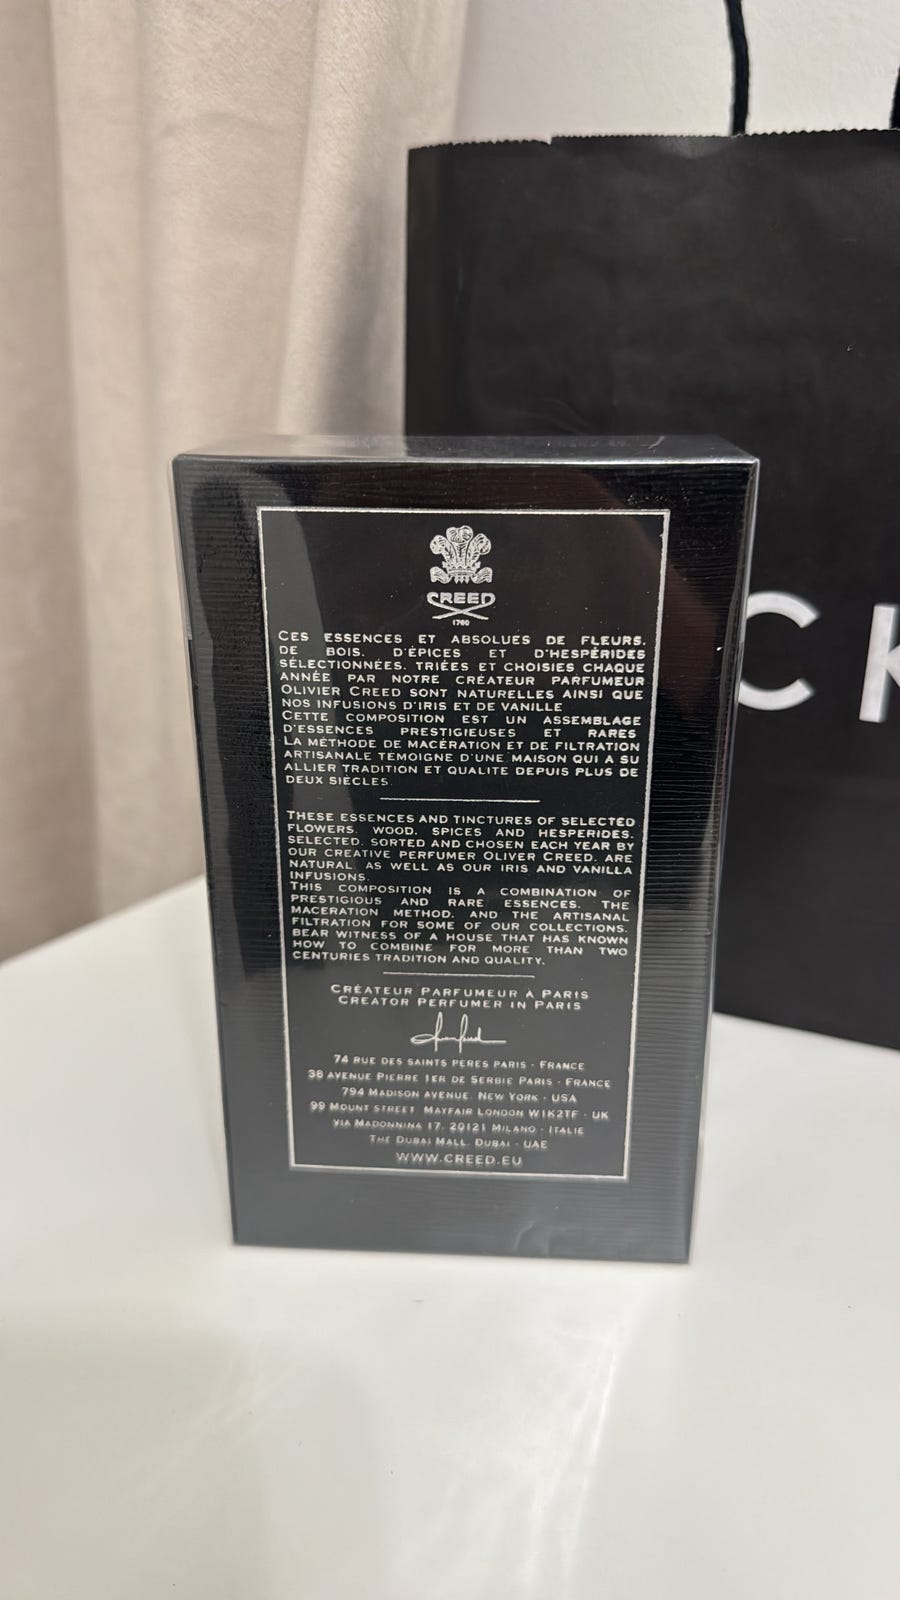 CREED
1760
CES ESSENCES ET ABSOLUES DE FLEURS,
DE BOIS, D'ÉPICES ET D'HESPÉRIDES
SÉLECTIONNÉES, TRIÉES ET CHOISIES CHAQUE
ANNÉE PAR NOTRE CRÉATEUR PARFUMEUR
OLIVIER CREED SONT NATURELLES AINSI QUE
NOS INFUSIONS D'IRIS ET DE VANILLE
CETTE COMPOSITION EST UN ASSEMBLAGE
D'ESSENCES PRESTIGIEUSES ET RARES
LA MÉTHODE DE MACÉRATION ET DE FILTRATION
ARTISANALE TEMOIGNE D'UNE MAISON QUI A SU
ALLIER TRADITION ET QUALITE DEPUIS PLUS DE
DEUX SIÈCLES
THESE ESSENCES AND TINCTURES OF SELECTED
FLOWERS, WOOD, SPICES AND HESPERIDES,
SELECTED, SORTED AND CHOSEN EACH YEAR BY
OUR CREATIVE PERFUMER OLIVER CREED, ARE
NATURAL, AS WELL AS OUR IRIS AND VANILLA
INFUSIONS.
THIS COMPOSITION IS A COMBINATION OF
PRESTIGIOUS AND RARE ESSENCES. THE
MACERATION METHOD, AND THE ARTISANAL
FILTRATION FOR SOME OF OUR COLLECTIONS,
BEAR WITNESS OF A HOUSE THAT HAS KNOWN
HOW TO COMBINE FOR MORE THAN TWO
CENTURIES TRADITION AND QUALITY.
CRÉATEUR PARFUMEUR À PARIS
CREATOR PERFUMER IN PARIS
74 RUE DES SAINTS PERES PARIS - FRANCE
38 AVENUE PIERRE 1ER DE SERBIE PARIS - FRANCE
794 MADISON AVENUE, NEW YORK - USA
99 MOUNT STREET MAYFAIR LONDON W1K2TF - UK
VIA MADONNINA 17, 20121 MILANO - ITALIE
THE DUBAI MALL, DUBAI - UAE
WWW.CREED.EU
CK